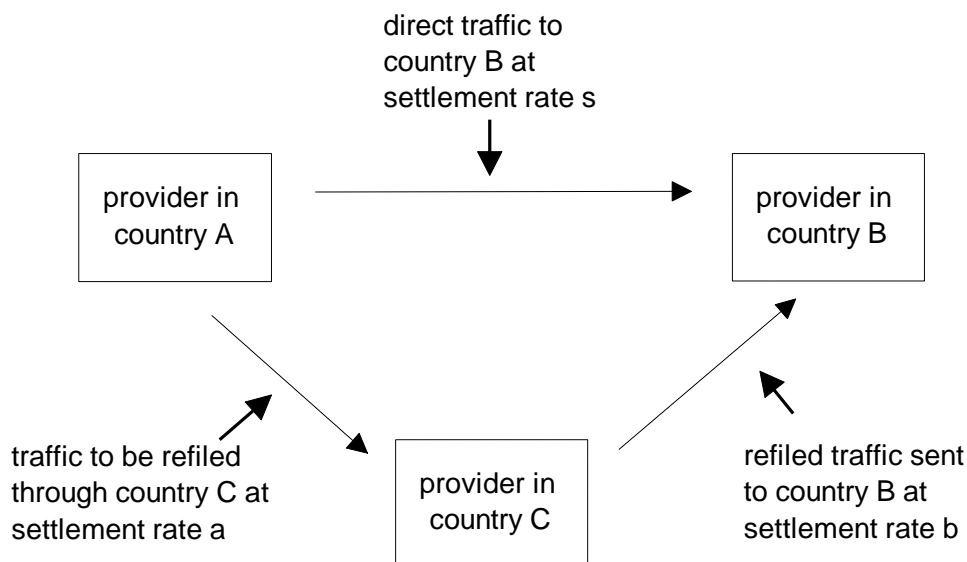 direct traffic to
country B at
settlement rate s
provider in
country A
provider in
country B
traffic to be refiled
through country C at
settlement rate a
provider in
country C
refiled traffic sent
to country B at
settlement rate b